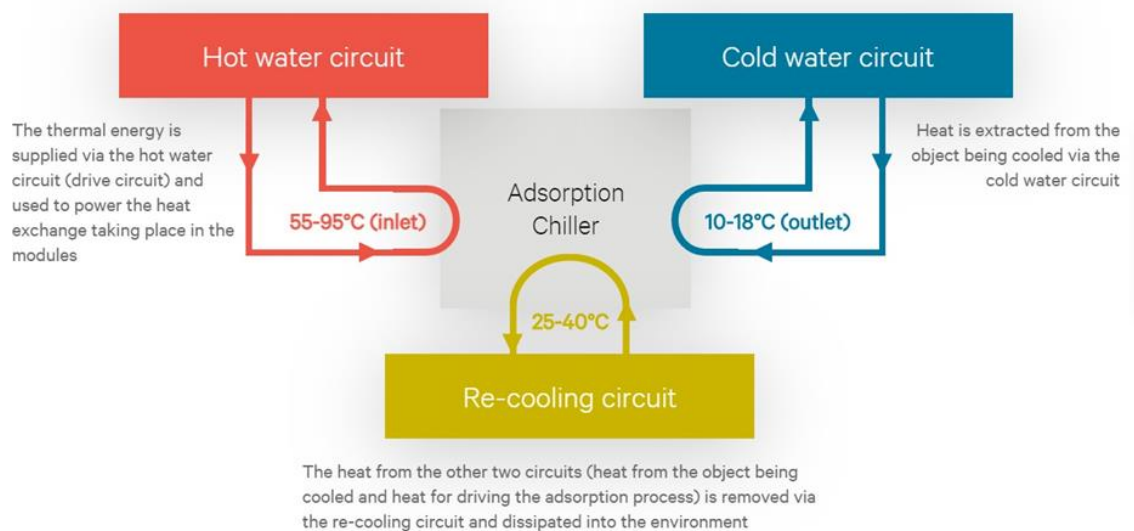 Hot water circuit
Cold water circuit
The thermal energy is
supplied via the hot water
circuit (drive circuit) and
used to power the heat
exchange taking place in the
modules
55-95°C (inlet)
Adsorption
Chiller
10-18°C (outlet)
Heat is extracted from the
object being cooled via the
cold water circuit
25-40°C
Re-cooling circuit
The heat from the other two circuits (heat from the object being
cooled and heat for driving the adsorption process) is removed via
the re-cooling circuit and dissipated into the environment